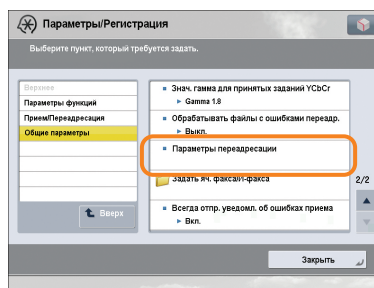 Параметры/Регистрация
Выберите пункт, который требуется задать.
Верхнее
Параметры функций
Прием/Переадресация
Общие параметры
Вверх
Знач. гамма для принятых заданий YCbCr
Gamma 1.8
Обрабатывать файлы с ошибками переадр.
Выкл.
Параметры переадресации
Задать яч. факса/И-факса
Всегда отпр. уведомл. об ошибках приема
Вкл.
2/2
Закрыть